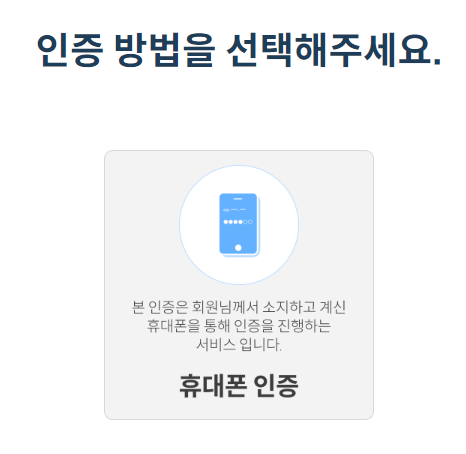 인증 방법을 선택해주세요.
본 인증은 회원님께서 소지하고 계신
휴대폰을 통해 인증을 진행하는
서비스 입니다.
휴대폰 인증